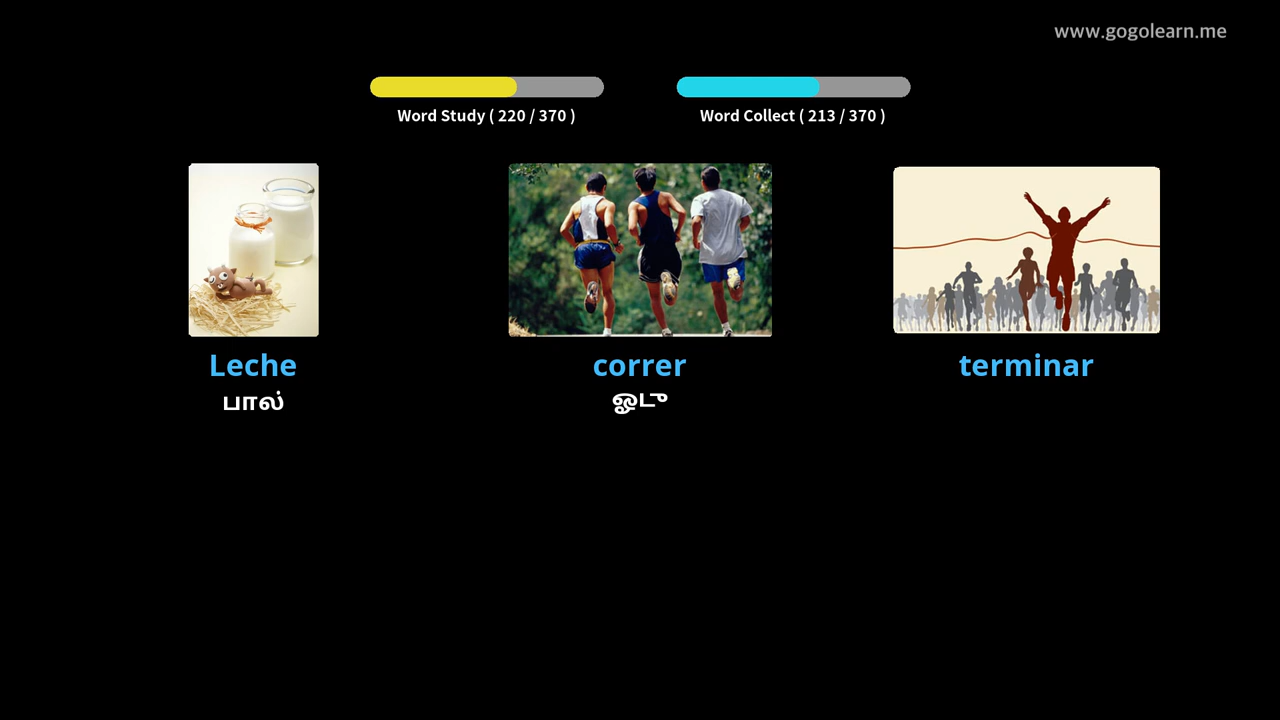 www.gogolearn.me
Word Study ( 220 / 370 )
Word Collect ( 213 / 370 )
Leche
correr
terminar
பால்
ஓடு